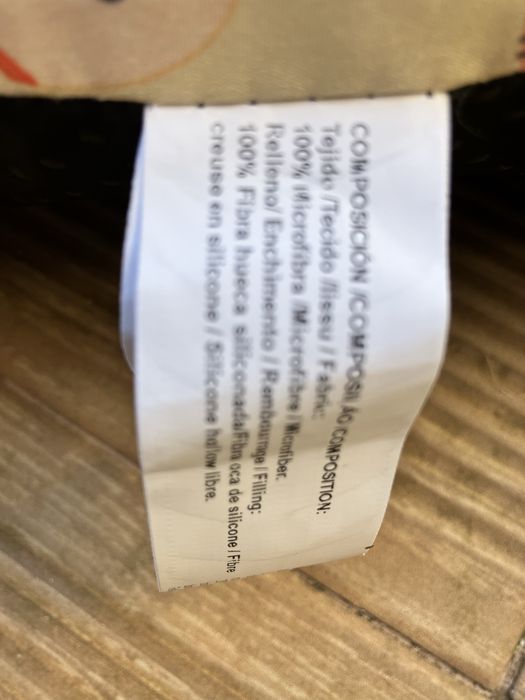 COMPOSICIÓN /COMPOSIÇÃO /COMPOSITION:
Tejido /Tecido /Tissu / Fabric:
100% Microfibra /Microfibre / Microfiber.
Relleno/ Enchimento / Rembourrage / Filling:
100% Fibra hueca siliconada/Fibra oca de silicone / Fibre
creuse en silicone / Silicone hollow fibre.